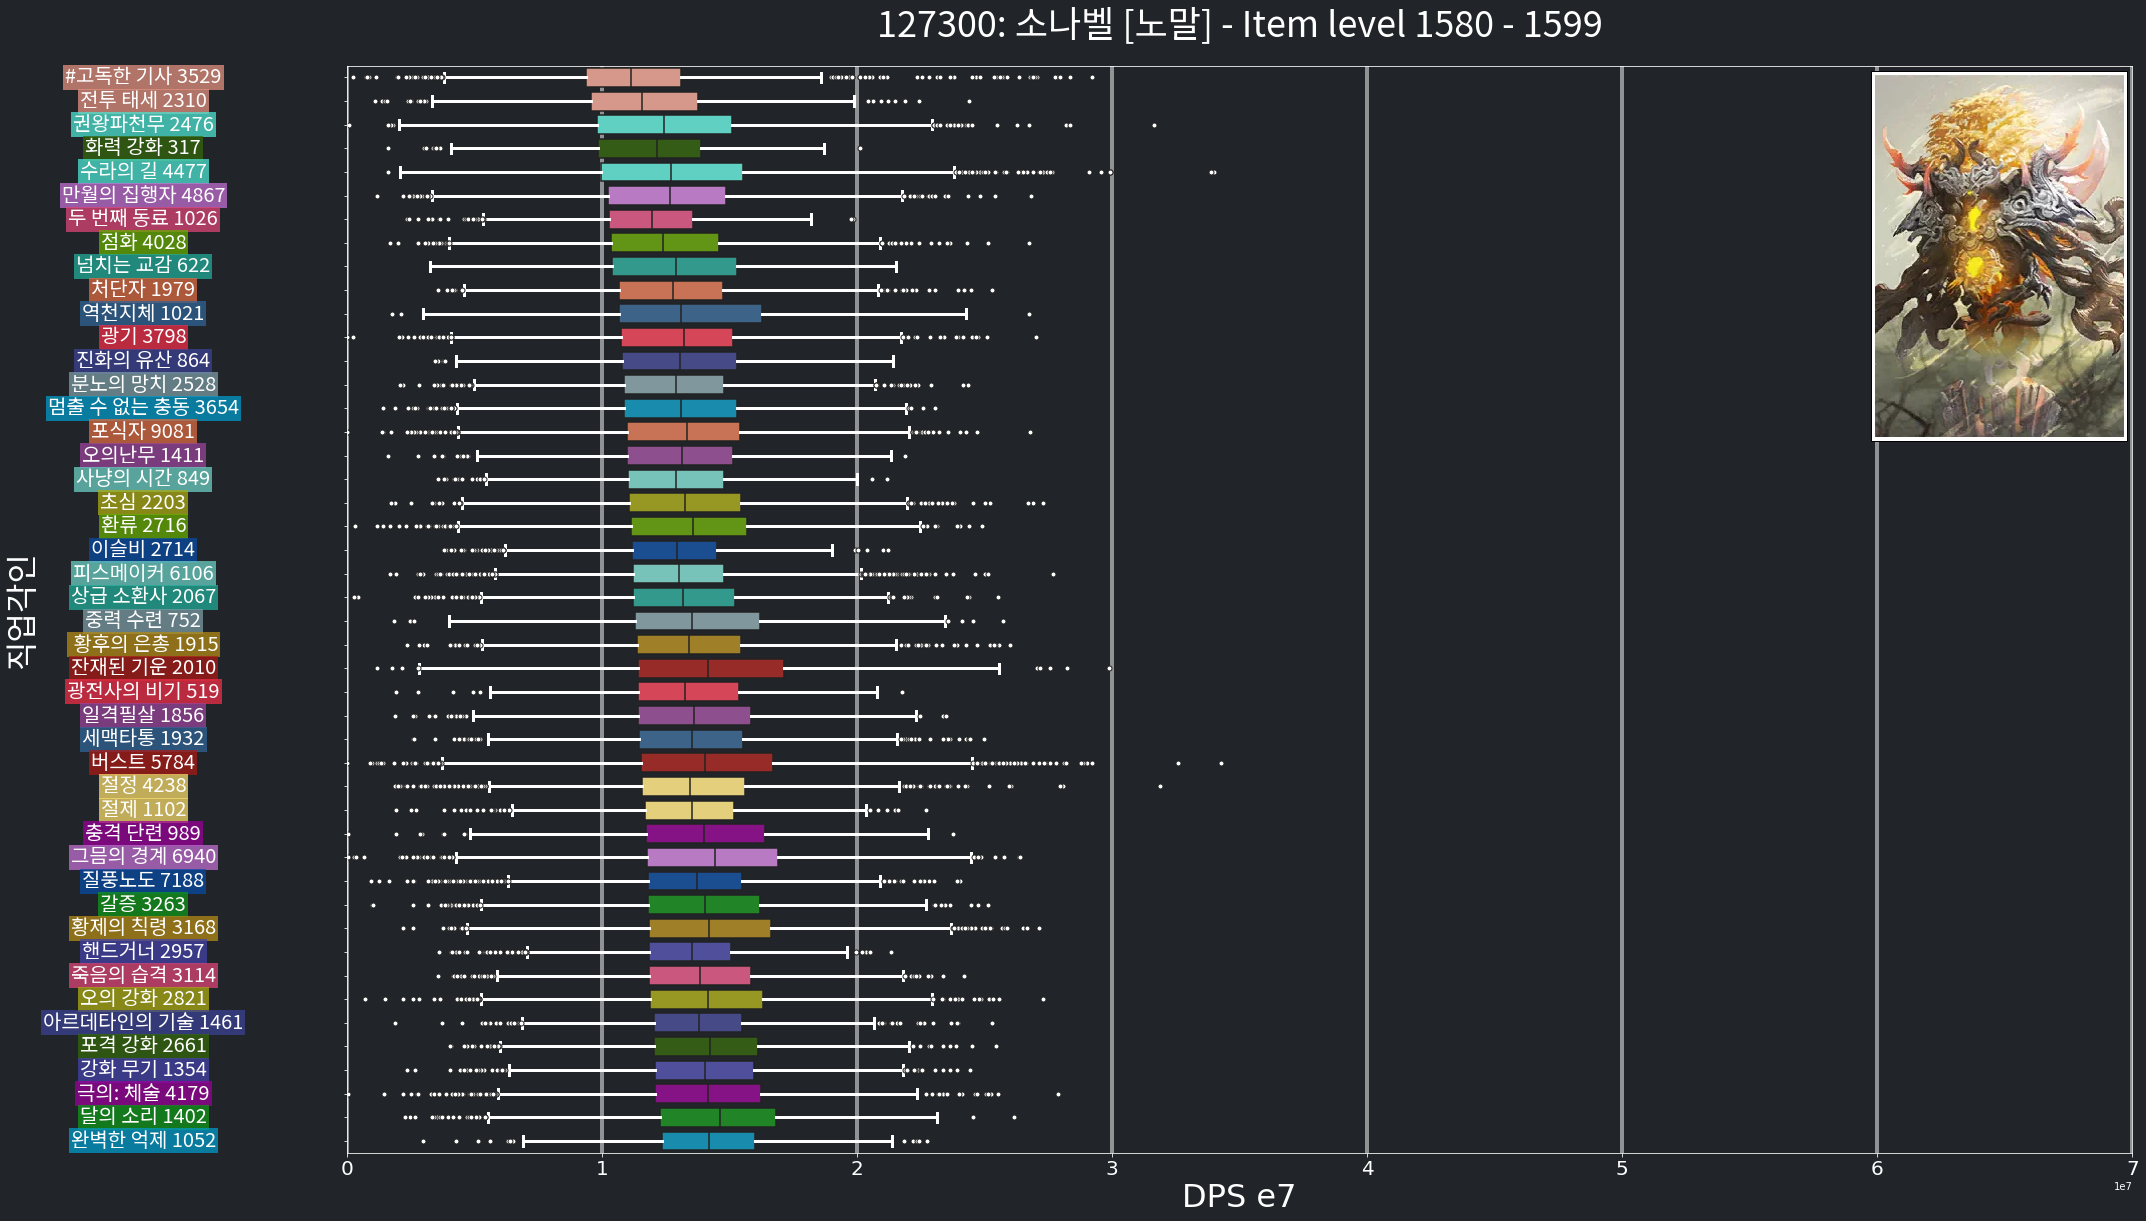 127300: 소나벨 [노말] - Item level 1580 - 1599
#고독한 기사 3529
전투 태세 2310
권왕파천무 2476
화력 강화 317
수라의 길 4477
만월의 집행자 4867
두 번째 동료 1026
점화 4028
넘치는 교감 622
처단자 1979
역천지체 1021
광기 3798
진화의 유산 864
분노의 망치 2528
멈출 수 없는 충동 3654
포식자 9081
오의난무 1411
사냥의 시간 849
초심 2203
환류 2716
이슬비 2714
피스메이커 6106
상급 소환사 2067
중력 수련 752
황후의 은총 1915
잔재된 기운 2010
광전사의 비기 519
일격필살 1856
세맥타통 1932
버스트 5784
절정 4238
절제 1102
충격 단련 989
그믐의 경계 6940
질풍노도 7188
갈증 3263
황제의 칙령 3168
핸드거너 2957
죽음의 습격 3114
오의 강화 2821
아르데타인의 기술 1461
포격 강화 2661
강화 무기 1354
극의: 체술 4179
달의 소리 1402
완벽한 억제 1052
직업각인
0 1 2 3 4 5 6 7
1e7
DPS e7